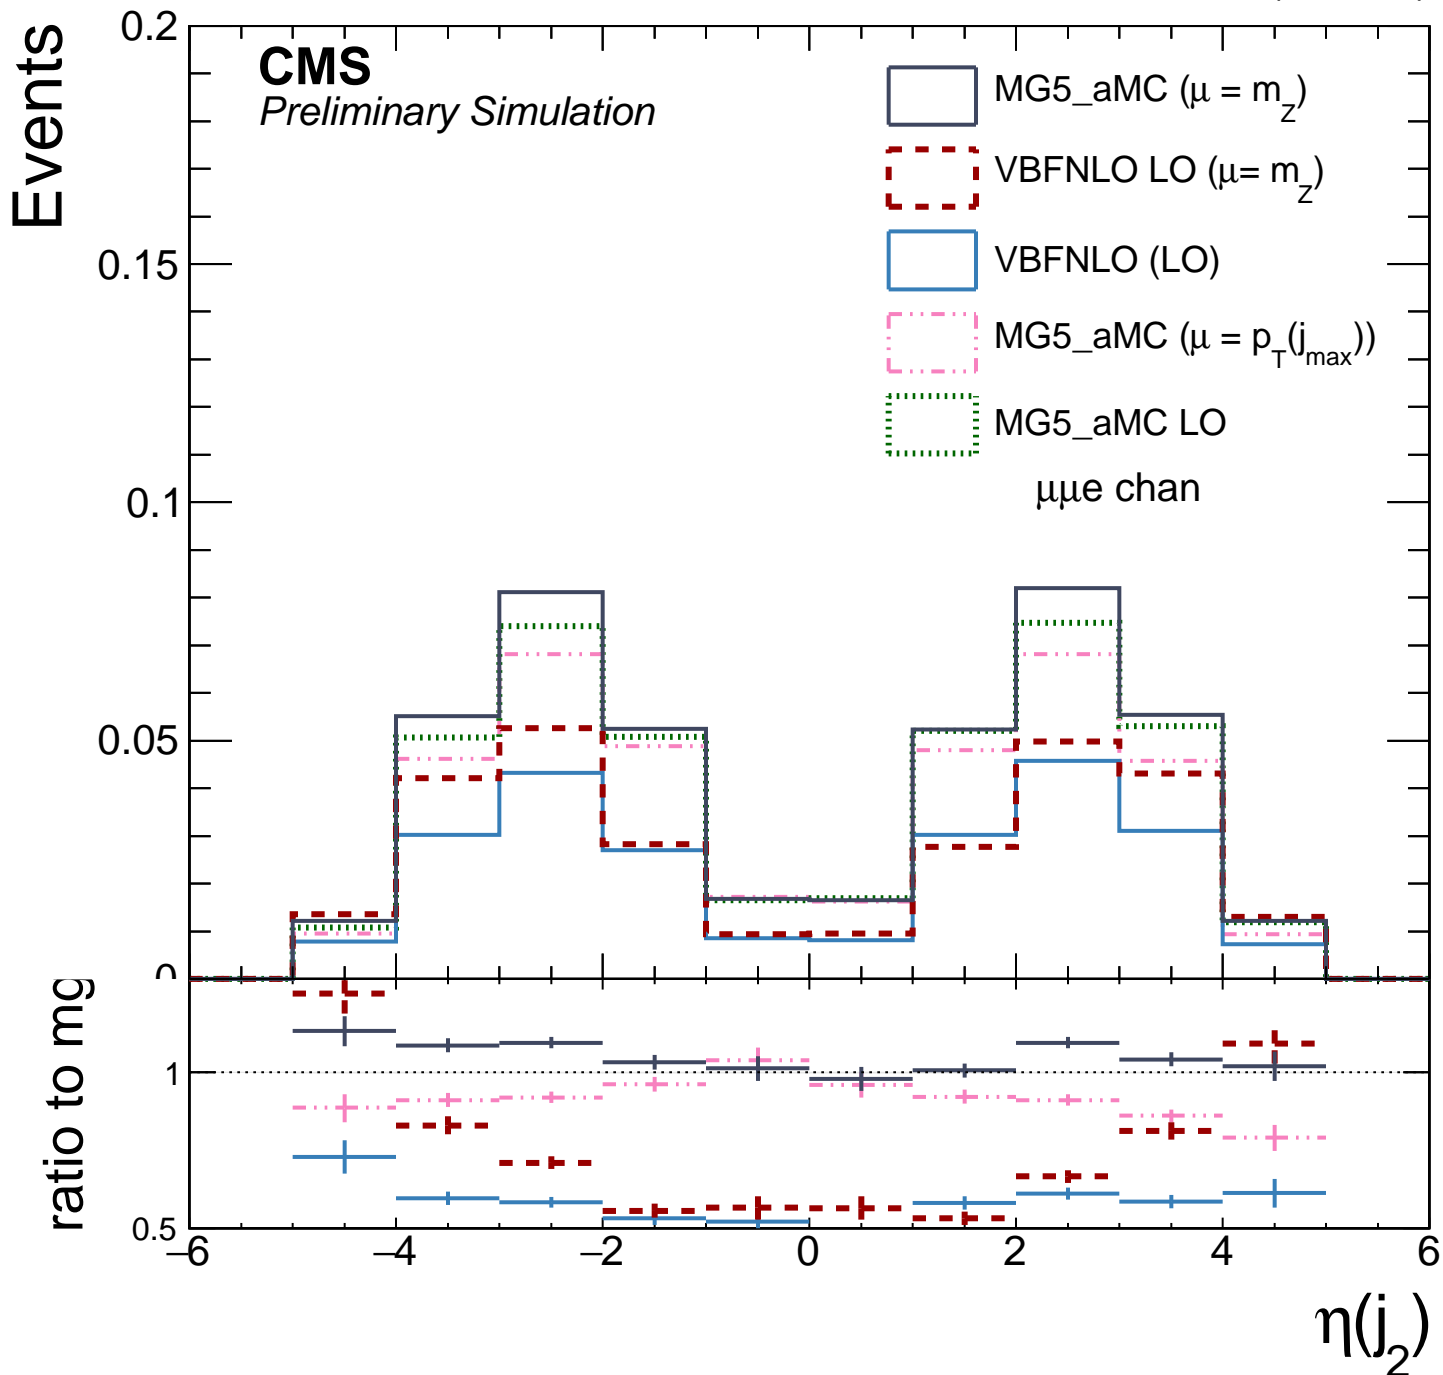 Events
0.2
0.15
0.1
0.05
0
CMS
Preliminary Simulation
MG5_aMC (μ = m_Z)
VBFNLO LO (μ= m_Z)
VBFNLO (LO)
MG5_aMC (μ = p_T(j_max))
MG5_aMC LO
μμe chan
ratio to mg
1
0.5
−6 −4 −2 0 2 4 6
η(j_2)